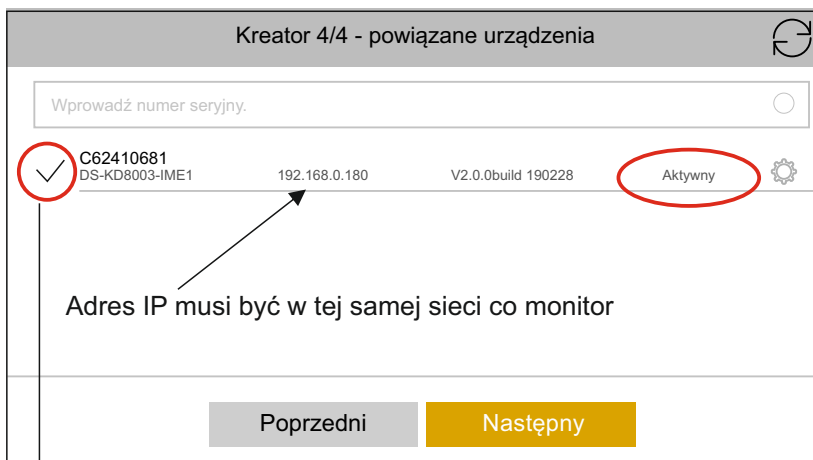 Kreator 4/4 - powiązane urządzenia
Wprowadź numer seryjny.
C62410681
DS-KD8003-IME1 192.168.0.180 V2.0.0build 190228 Aktywny
Adres IP musi być w tej samej sieci co monitor
Poprzedni Następny